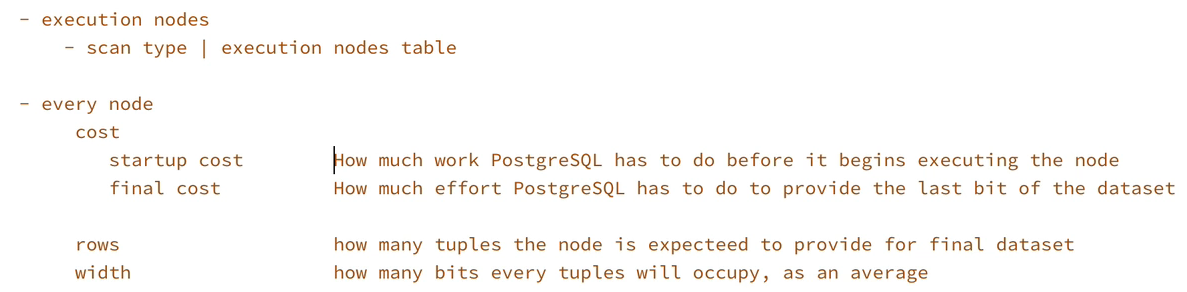 - execution nodes
- scan type | execution nodes table
- every node
cost
startup cost How much work PostgreSQL has to do before it begins executing the node
final cost How much effort PostgreSQL has to do to provide the last bit of the dataset
rows how many tuples the node is expecteed to provide for final dataset
width how many bits every tuples will occupy, as an average